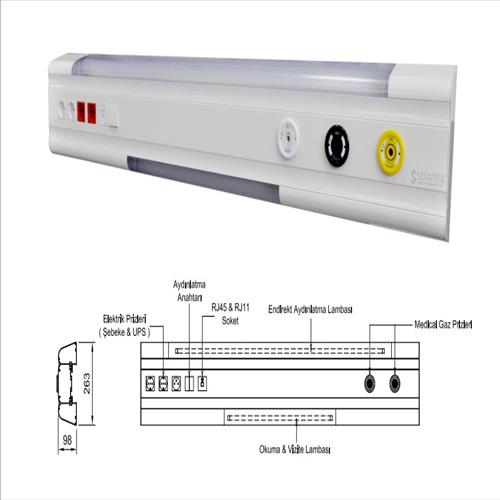 Aydınlatma
Anahtarı
Elektrik Prizleri
( Şebeke & UPS )
RJ45 & RJ11
Soket
Endirekt Aydınlatma Lambası
Medical Gaz Prizleri
263
98
Okuma & Vizite Lambası